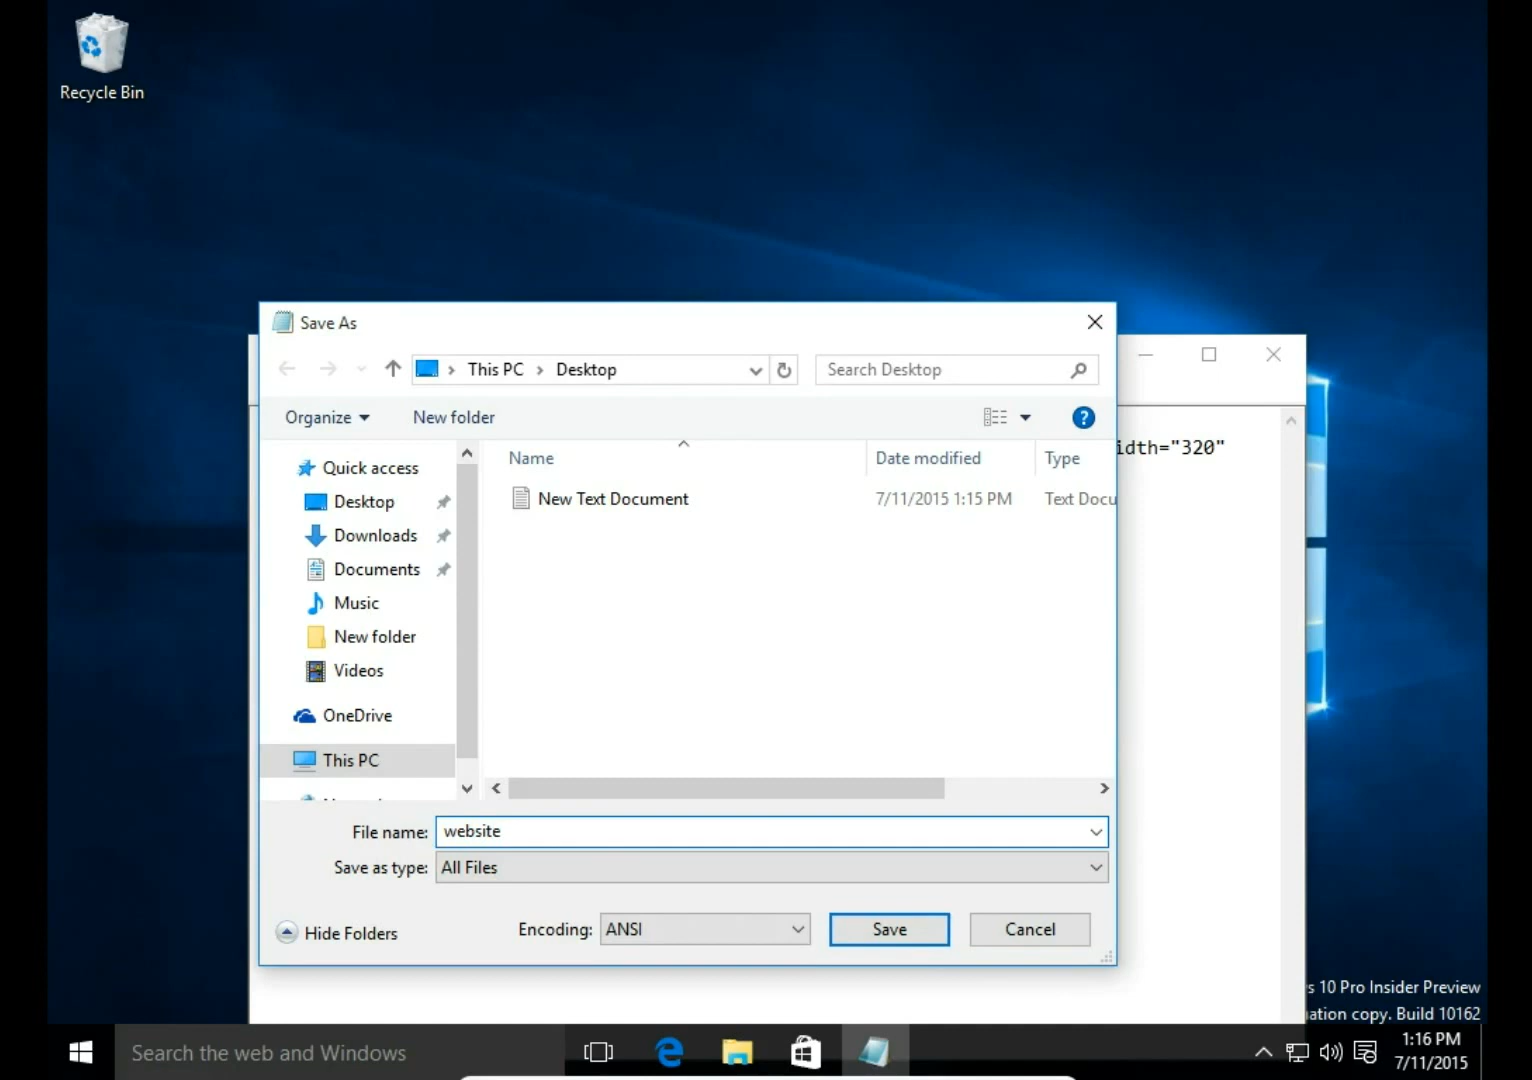 Recycle Bin
Save As
This PC
Desktop
Search Desktop
Organize
New folder
?
Name
Date modified
Type
Quick access
Desktop
Downloads
Documents
Music
New folder
Videos
OneDrive
This PC
New Text Document
7/11/2015 1:15 PM
Text Docu
idth="320"
File name: website
Save as type: All Files
Hide Folders
Encoding: ANSI
Save
Cancel
s 10 Pro Insider Preview
ation copy. Build 10162
Search the web and Windows
1:16 PM
7/11/2015